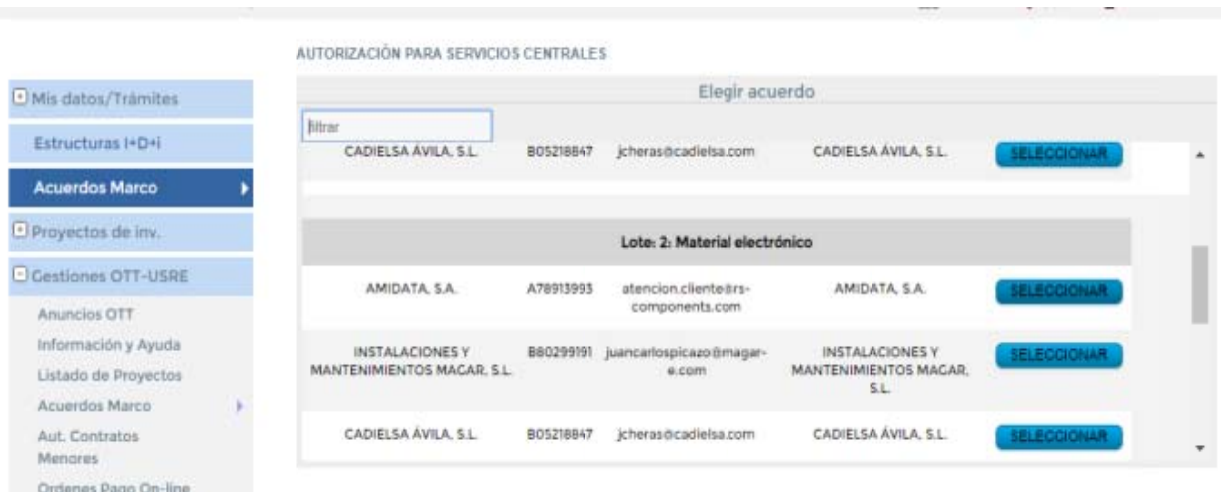 AUTORIZACIÓN PARA SERVICIOS CENTRALES
Mis datos/Trámites
Estructuras I+D+i
Acuerdos Marco
Proyectos de inv.
Gestiones OTT-USRE
Anuncios OTT
Información y Ayuda
Listado de Proyectos
Acuerdos Marco
Aut. Contratos
Menores
Ordenes Pago On-line
Elegir acuerdo
filtrar
CADIELSA ÁVILA, S.L. B05218847 jcheras@cadielsa.com CADIELSA ÁVILA, S.L. SELECCIONAR
Lote: 2: Material electrónico
AMIDATA, S.A. A78913993 atencion.cliente@rs- AMIDATA, S.A. SELECCIONAR
components.com
INSTALACIONES Y B80299191 juancarlospicazo@magar- INSTALACIONES Y SELECCIONAR
MANTENIMIENTOS MAGAR, S.L. e.com MANTENIMIENTOS MAGAR,
S.L.
CADIELSA ÁVILA, S.L. B05218847 jcheras@cadielsa.com CADIELSA ÁVILA, S.L. SELECCIONAR